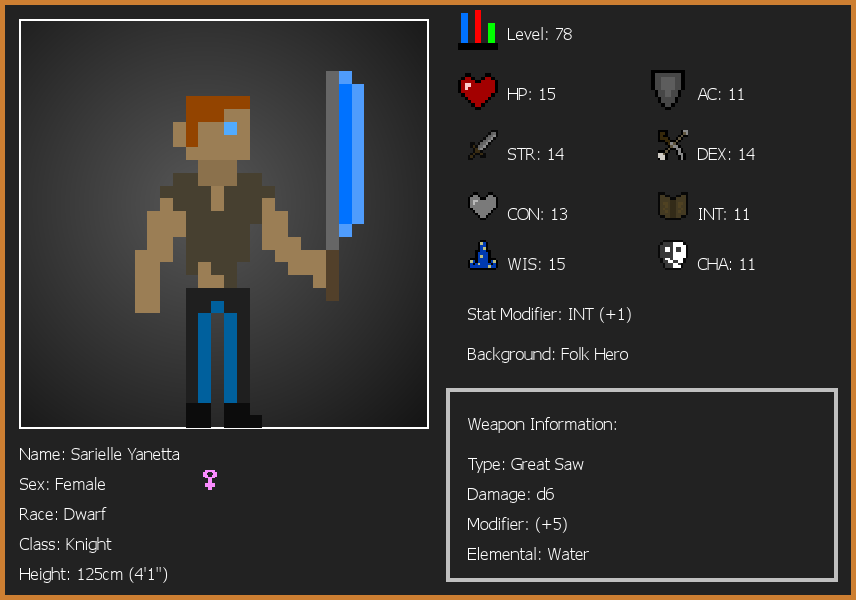 Level: 78
HP: 15
AC: 11
STR: 14
DEX: 14
CON: 13
INT: 11
WIS: 15
CHA: 11
Stat Modifier: INT (+1)
Background: Folk Hero
Weapon Information:
Type: Great Saw
Damage: d6
Modifier: (+5)
Elemental: Water
Name: Sarielle Yanetta
Sex: Female
Race: Dwarf
Class: Knight
Height: 125cm (4'1")